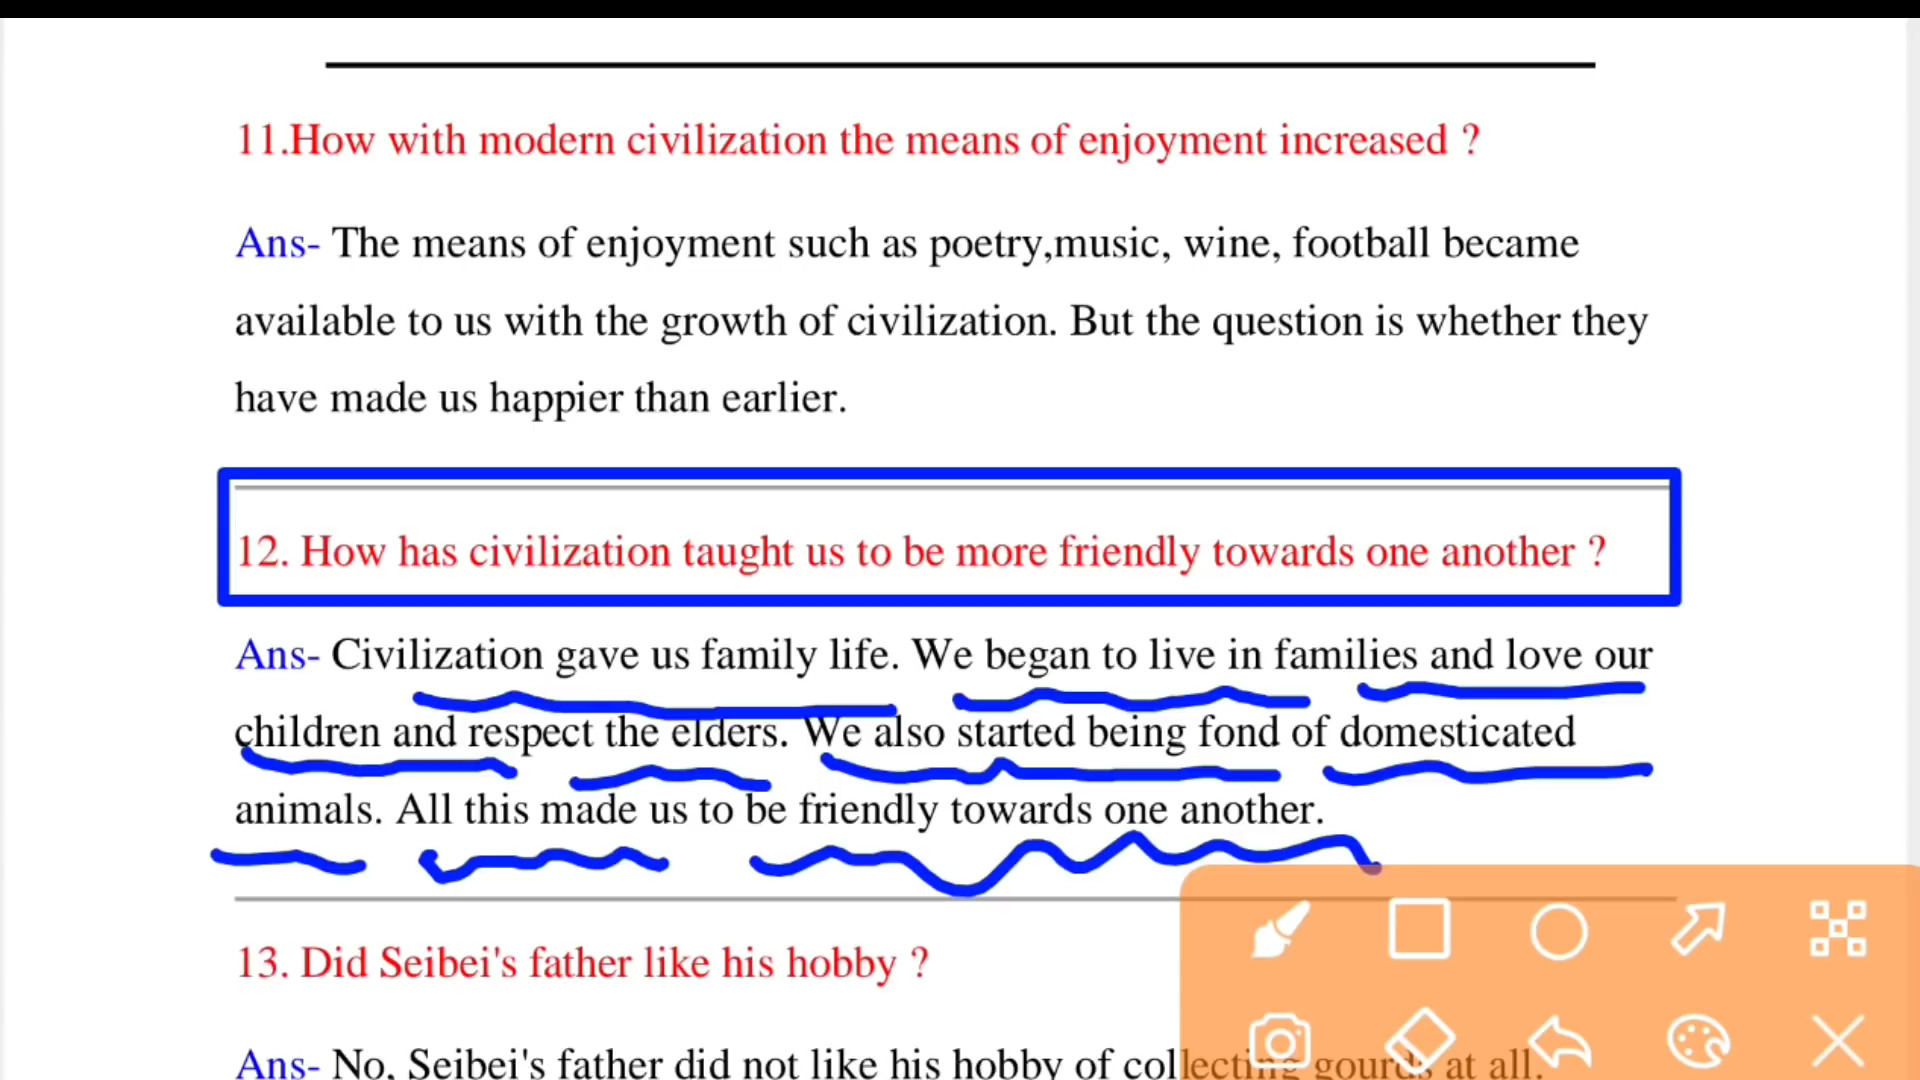 11.How with modern civilization the means of enjoyment increased ?
Ans- The means of enjoyment such as poetry,music, wine, football became
available to us with the growth of civilization. But the question is whether they
have made us happier than earlier.
12. How has civilization taught us to be more friendly towards one another ?
Ans- Civilization gave us family life. We began to live in families and love our
children and respect the elders. We also started being fond of domesticated
animals. All this made us to be friendly towards one another.
13. Did Seibei's father like his hobby ?
Ans- No, Seibei's father did not like his hobby of collecting gourds at all.